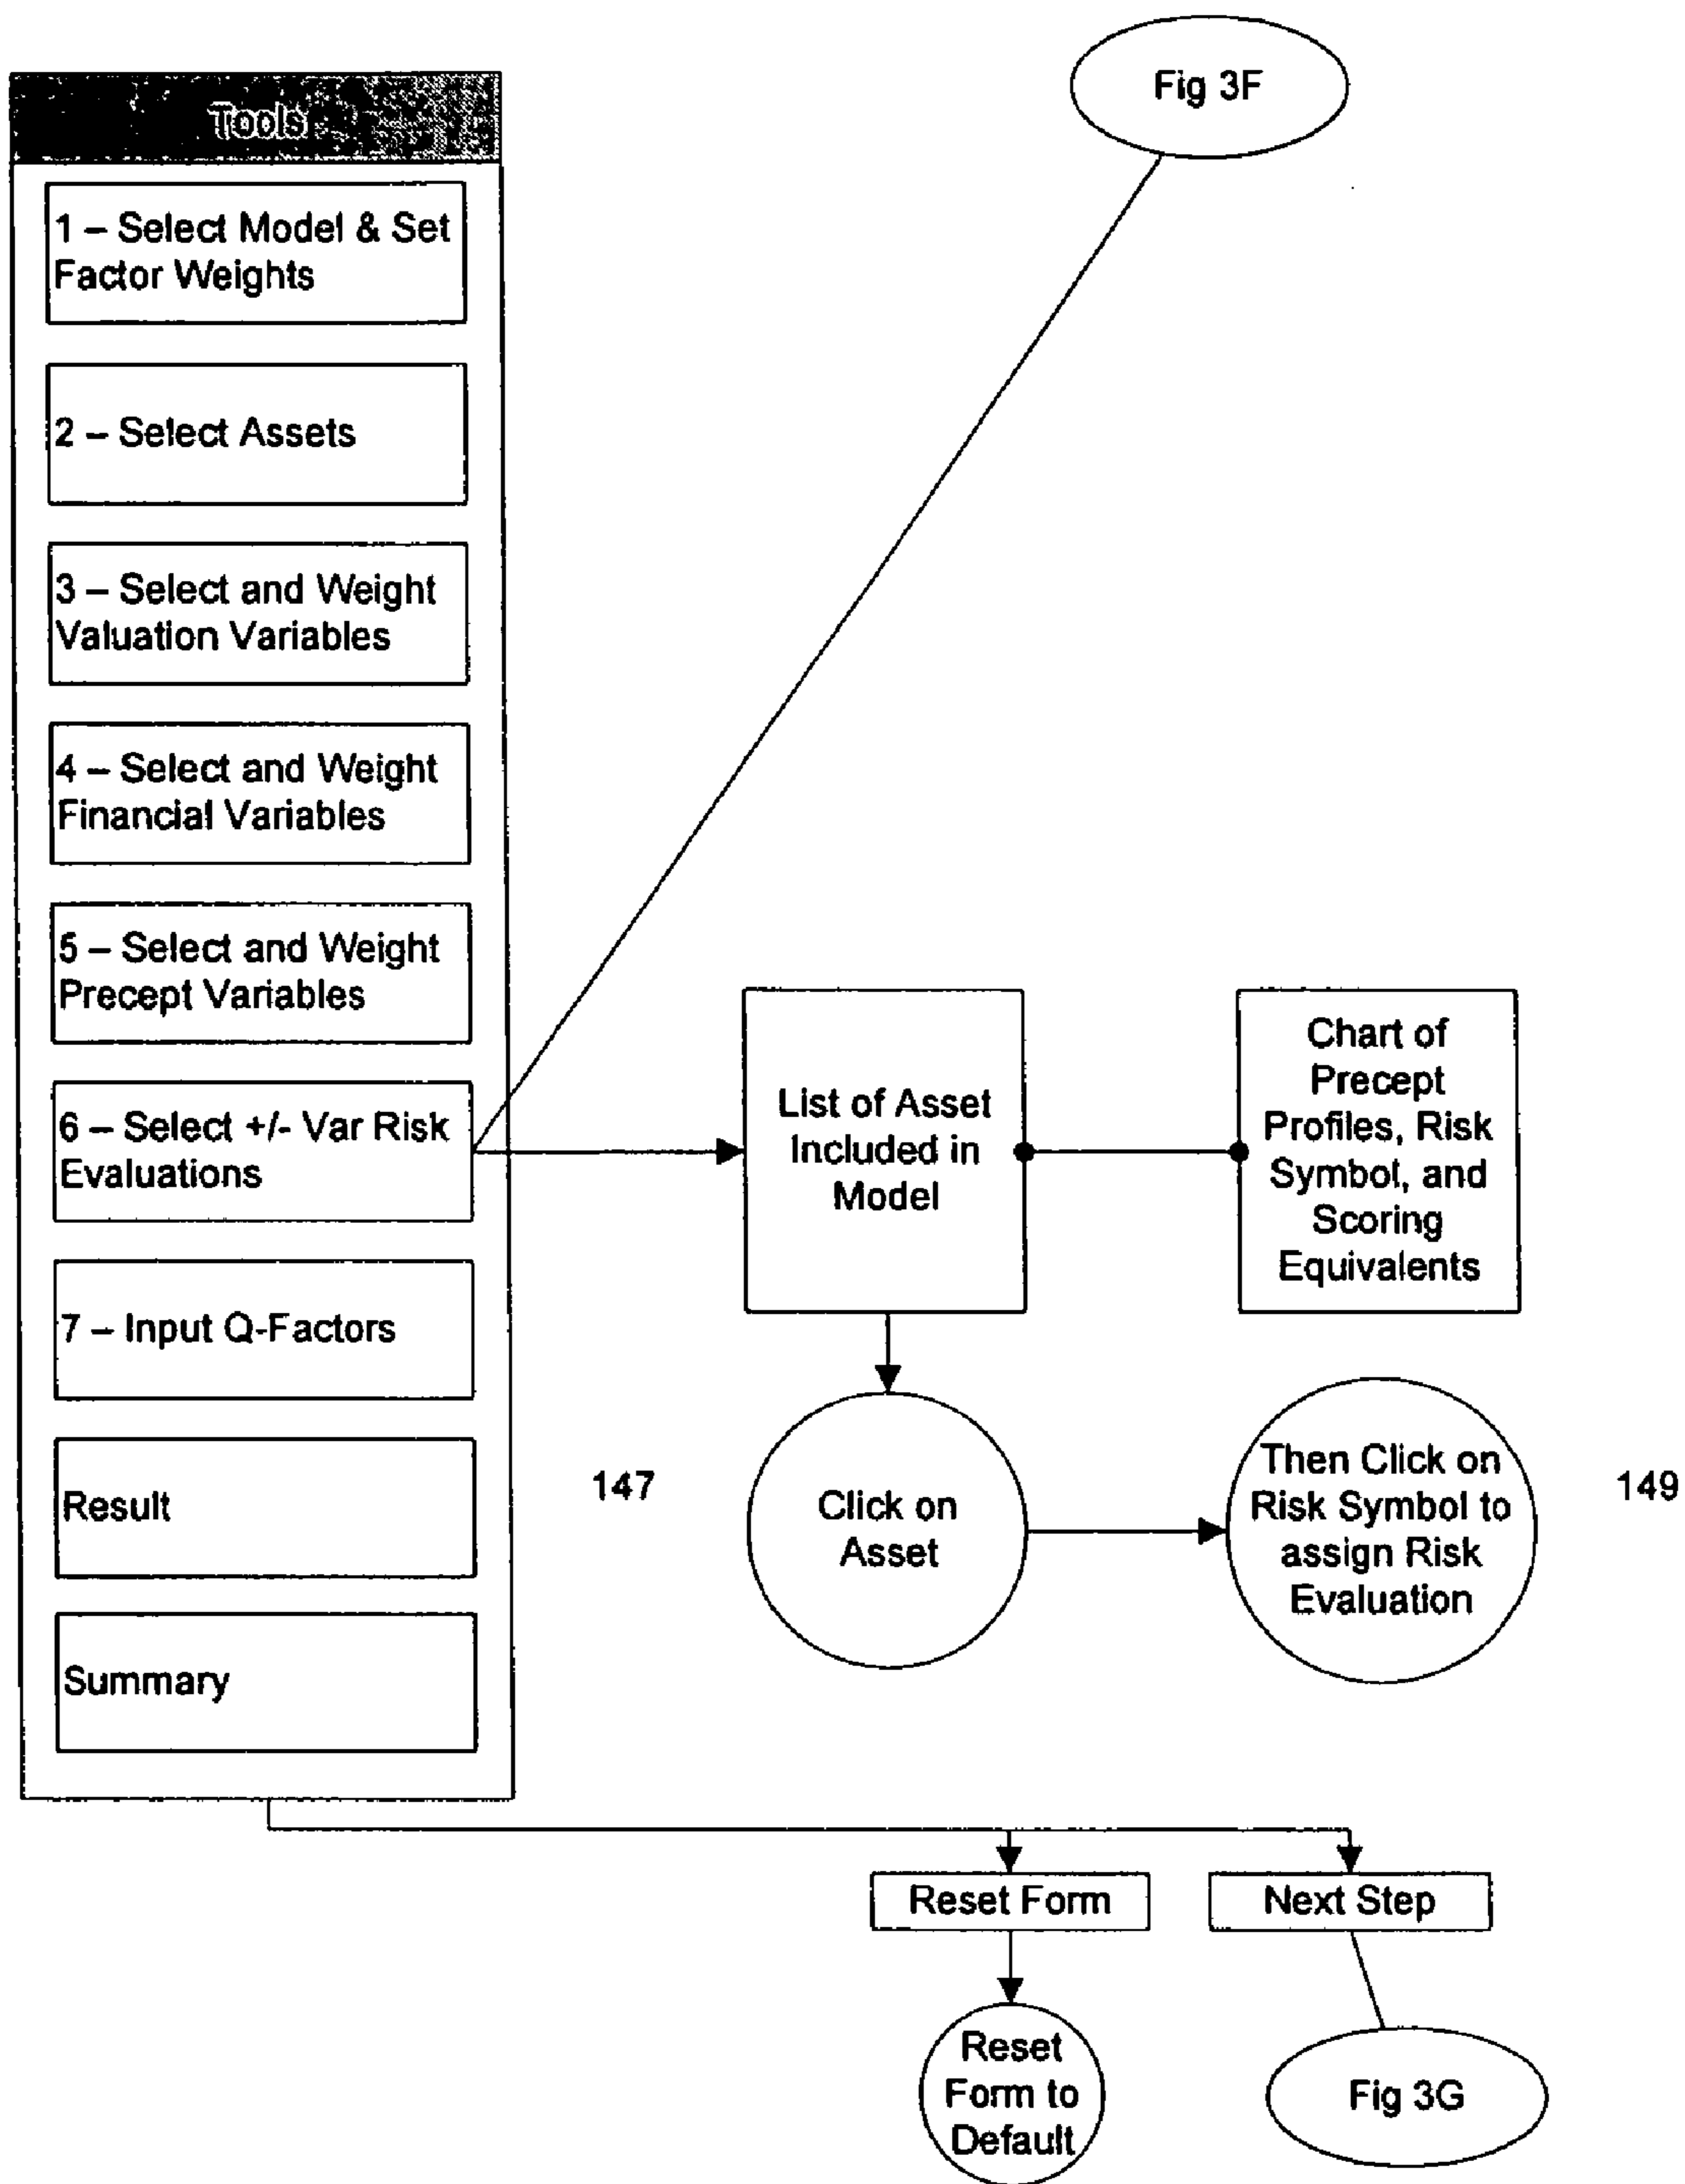 Fig 3F
Tools
1 – Select Model & Set
Factor Weights
2 – Select Assets
3 – Select and Weight
Valuation Variables
4 – Select and Weight
Financial Variables
5 – Select and Weight
Precept Variables
6 – Select +/- Var Risk
Evaluations
7 – Input Q-Factors
Result
Summary
List of Asset
Included in
Model
Chart of
Precept
Profiles, Risk
Symbol, and
Scoring
Equivalents
147
Click on
Asset
Then Click on
Risk Symbol to
assign Risk
Evaluation
149
Reset Form
Next Step
Reset
Form to
Default
Fig 3G